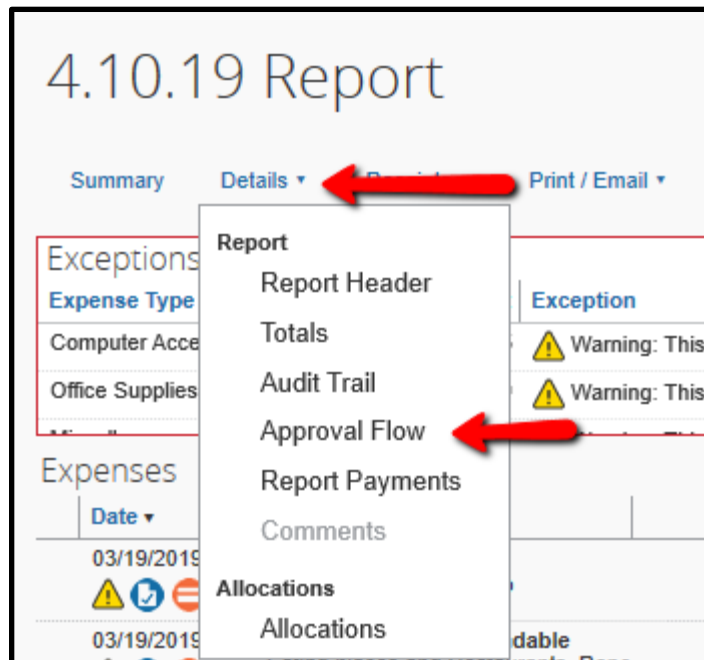 4.10.19 Report
Summary Details Print / Email
Report
Exceptions
Report Header
Expense Type Exception
Totals
Computer Acce Warning: This
Audit Trail
Office Supplies Warning: This
Approval Flow
Expenses
Report Payments
Date
Comments
03/19/2019
Allocations
Allocations
03/19/2019 dable